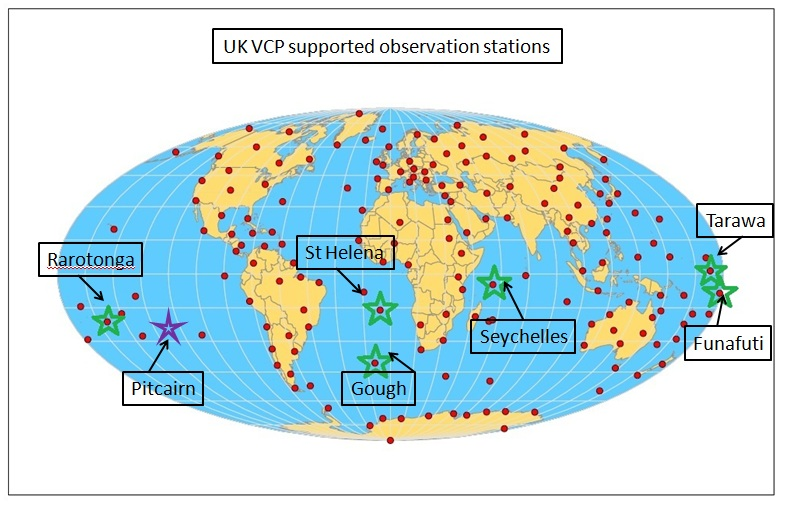 UK VCP supported observation stations
Tarawa
St Helena
Rarotonga
Seychelles
Funafuti
Pitcairn
Gough